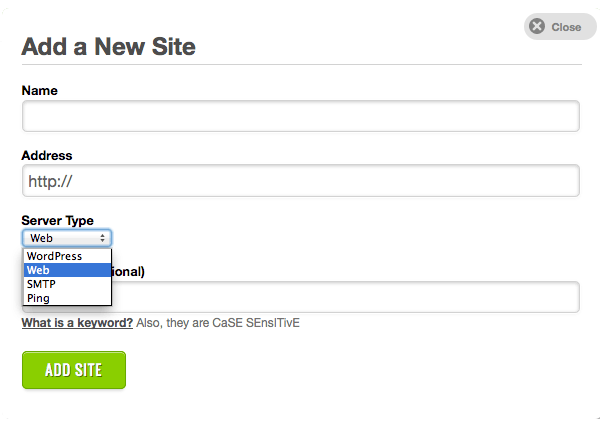 Close
Add a New Site
Name
Address
http://
Server Type
Web
WordPress
Web
SMTP
Ping
ional)
What is a keyword? Also, they are CaSE SEnsITivE
ADD SITE